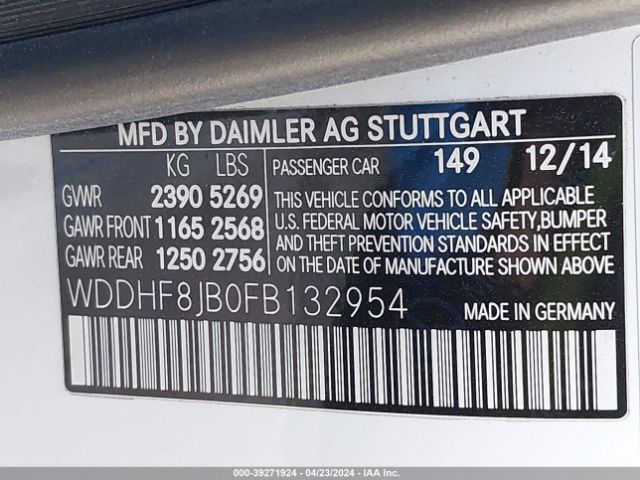 MFD BY DAIMLER AG STUTTGART
KG LBS PASSENGER CAR 149 12/14
GVWR 2390 5269
GAWR FRONT 1165 2568
GAWR REAR 1250 2756
THIS VEHICLE CONFORMS TO ALL APPLICABLE
U.S. FEDERAL MOTOR VEHICLE SAFETY,BUMPER
AND THEFT PREVENTION STANDARDS IN EFFECT
ON THE DATE OF MANUFACTURE SHOWN ABOVE
WDDHF8JB0FB132954 MADE IN GERMANY
000-39271924 / 04/23/2024 - IAA Inc.